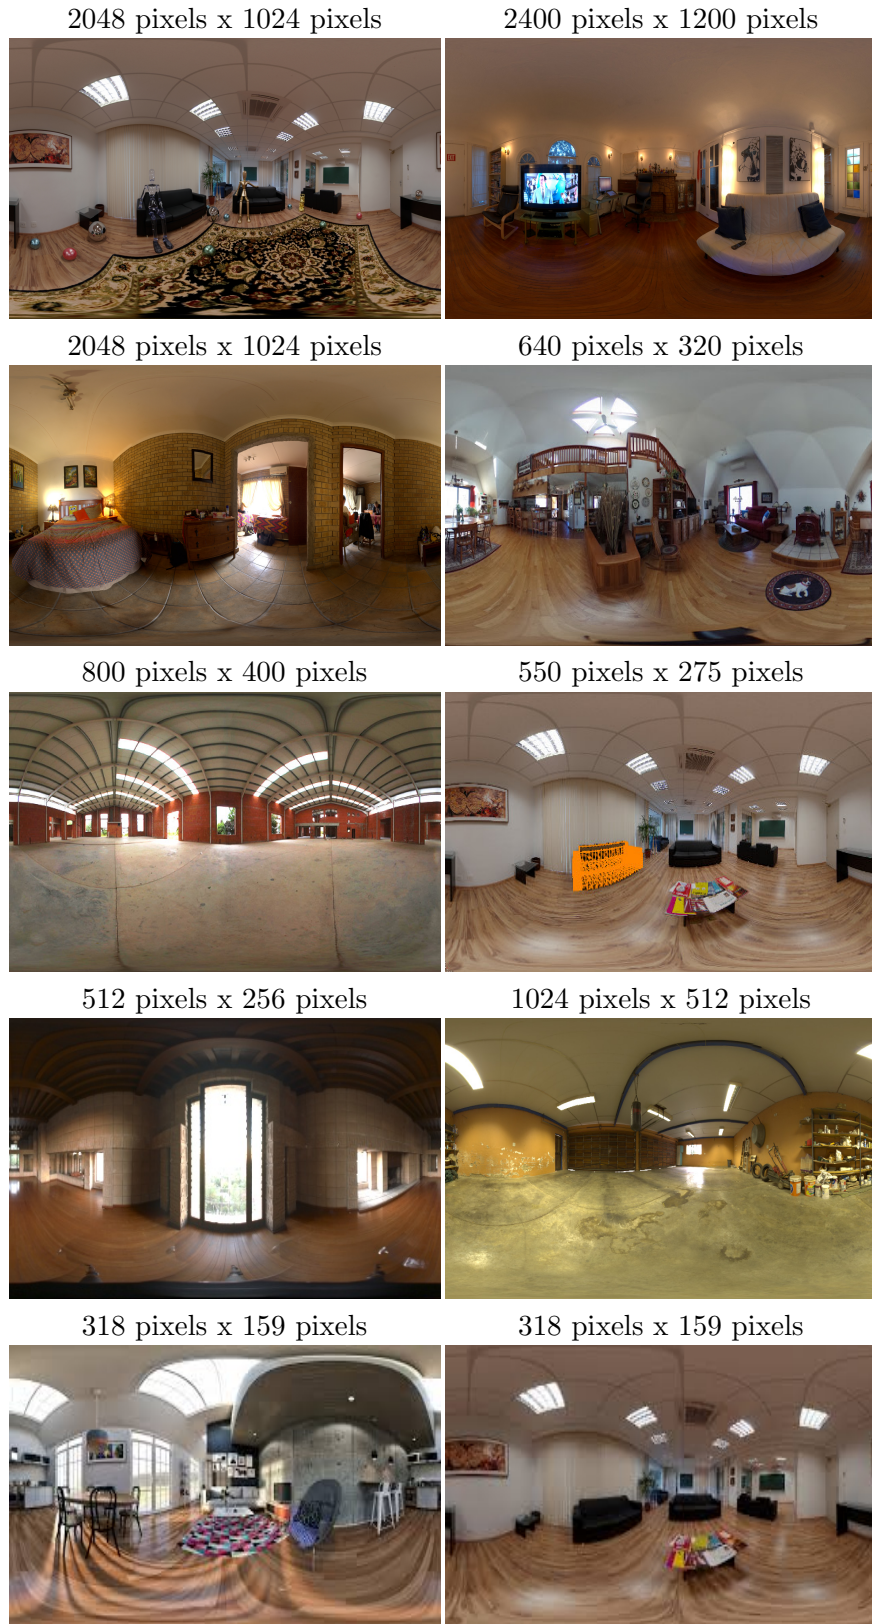 2048 pixels x 1024 pixels
2400 pixels x 1200 pixels
2048 pixels x 1024 pixels
640 pixels x 320 pixels
800 pixels x 400 pixels
550 pixels x 275 pixels
512 pixels x 256 pixels
1024 pixels x 512 pixels
318 pixels x 159 pixels
318 pixels x 159 pixels